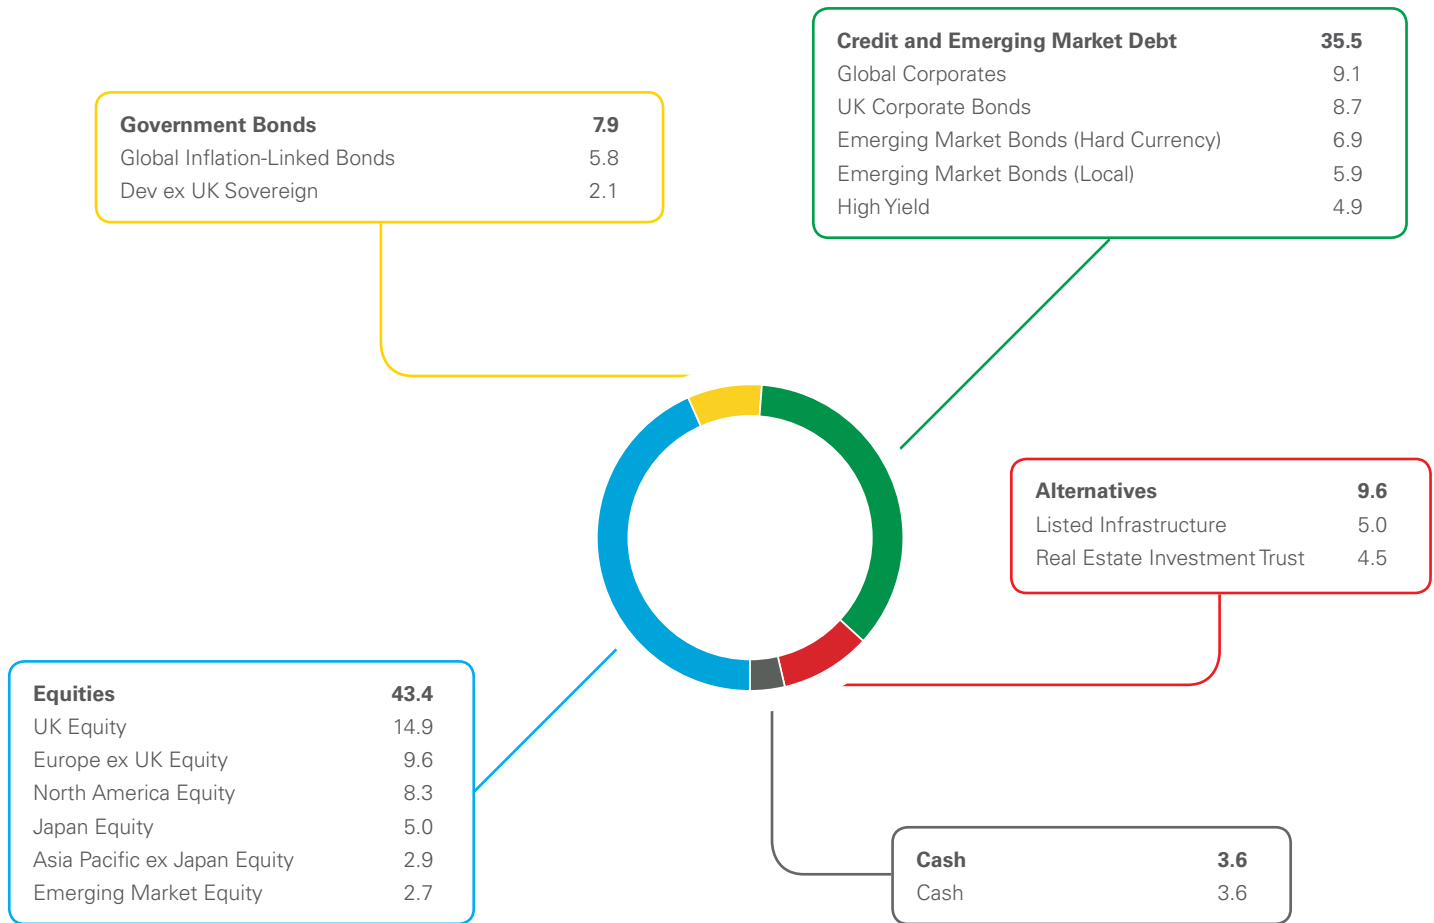 Credit and Emerging Market Debt 35.5
Global Corporates 9.1
UK Corporate Bonds 8.7
Emerging Market Bonds (Hard Currency) 6.9
Emerging Market Bonds (Local) 5.9
High Yield 4.9
Government Bonds 7.9
Global Inflation-Linked Bonds 5.8
Dev ex UK Sovereign 2.1
Alternatives 9.6
Listed Infrastructure 5.0
Real Estate Investment Trust 4.5
Equities 43.4
UK Equity 14.9
Europe ex UK Equity 9.6
North America Equity 8.3
Japan Equity 5.0
Asia Pacific ex Japan Equity 2.9
Emerging Market Equity 2.7
Cash 3.6
Cash 3.6